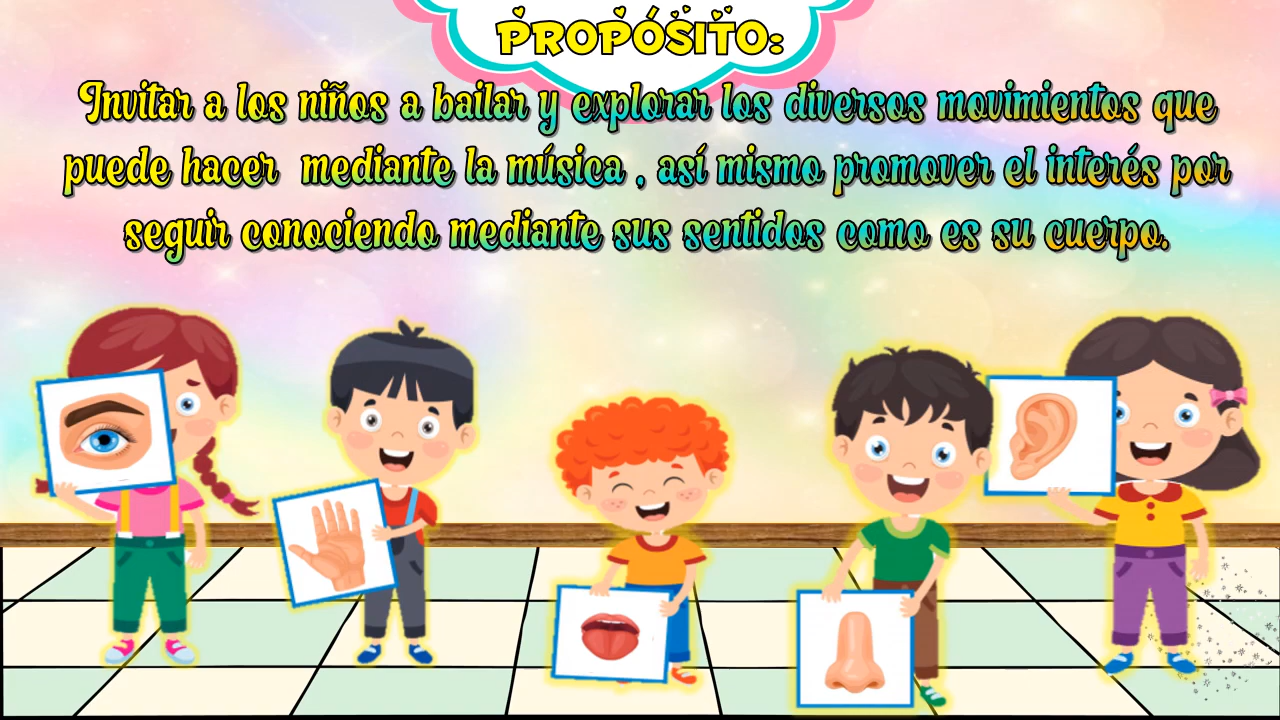 PROPÓSITO:
Invitar a los niños a bailar y explorar los diversos movimientos que
puede hacer mediante la música , así mismo promover el interés por
seguir conociendo mediante sus sentidos como es su cuerpo.